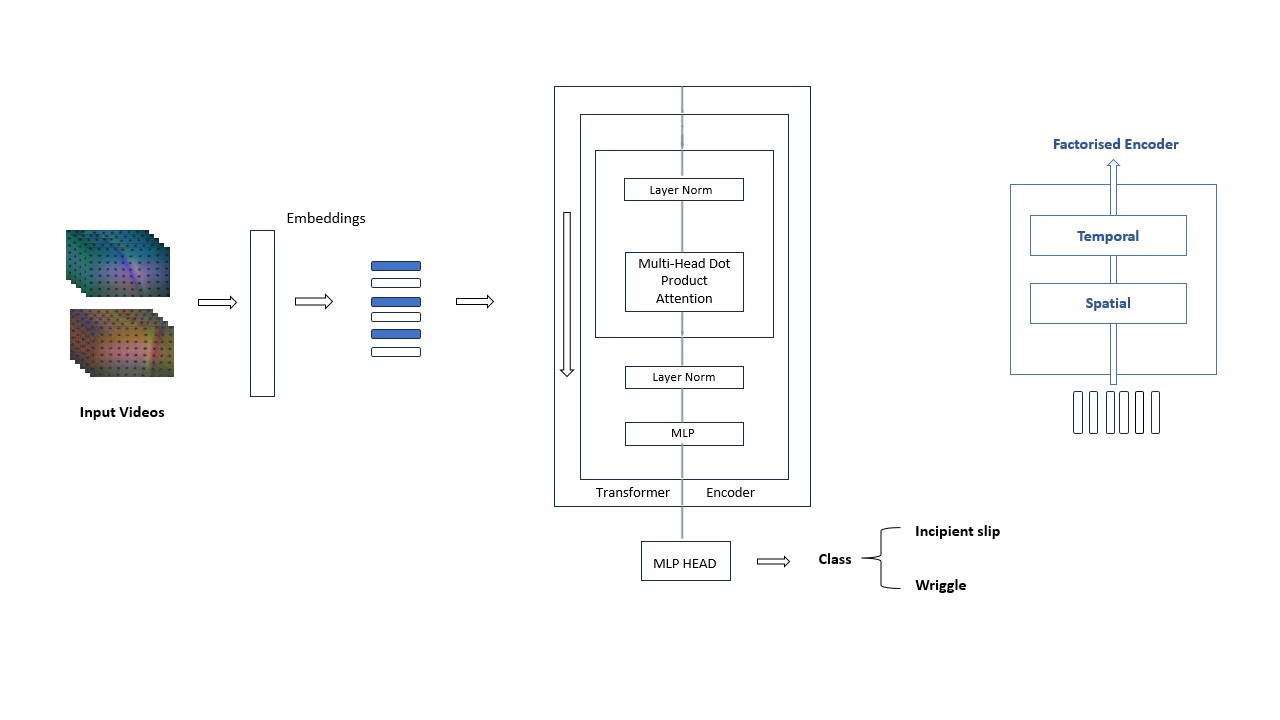 Input Videos
Embeddings
Layer Norm
Multi-Head Dot
Product
Attention
Layer Norm
MLP
Transformer Encoder
MLP HEAD
Class
Incipient slip
Wriggle
Factorised Encoder
Temporal
Spatial